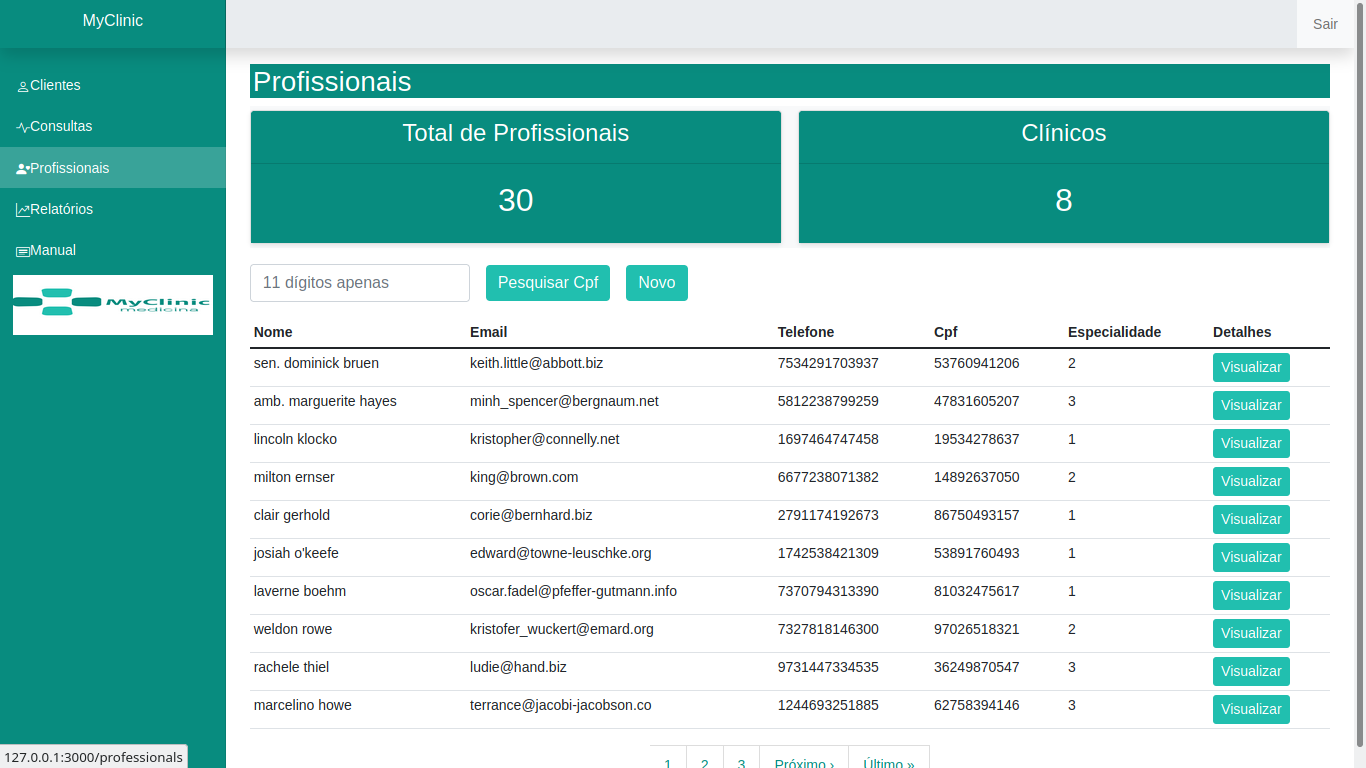 MyClinic
Sair
Clientes
Consultas
Profissionais
Relatórios
Manual
MyClinic
medicina
Profissionais
Total de Profissionais
30
Clínicos
8
11 dígitos apenas Pesquisar Cpf Novo
Nome Email Telefone Cpf Especialidade Detalhes
sen. dominick bruen keith.little@abbott.biz 7534291703937 53760941206 2 Visualizar
amb. marguerite hayes minh_spencer@bergnaum.net 5812238799259 47831605207 3 Visualizar
lincoln klocko kristopher@connelly.net 1697464747458 19534278637 1 Visualizar
milton ernser king@brown.com 6677238071382 14892637050 2 Visualizar
clair gerhold corie@bernhard.biz 2791174192673 86750493157 1 Visualizar
josiah o'keefe edward@towne-leuschke.org 1742538421309 53891760493 1 Visualizar
laverne boehm oscar.fadel@pfeffer-gutmann.info 7370794313390 81032475617 1 Visualizar
weldon rowe kristofer_wuckert@emard.org 7327818146300 97026518321 2 Visualizar
rachele thiel ludie@hand.biz 9731447334535 36249870547 3 Visualizar
marcelino howe terrance@jacobi-jacobson.co 1244693251885 62758394146 3 Visualizar
1 2 3 Próximo › Último »
127.0.0.1:3000/professionals